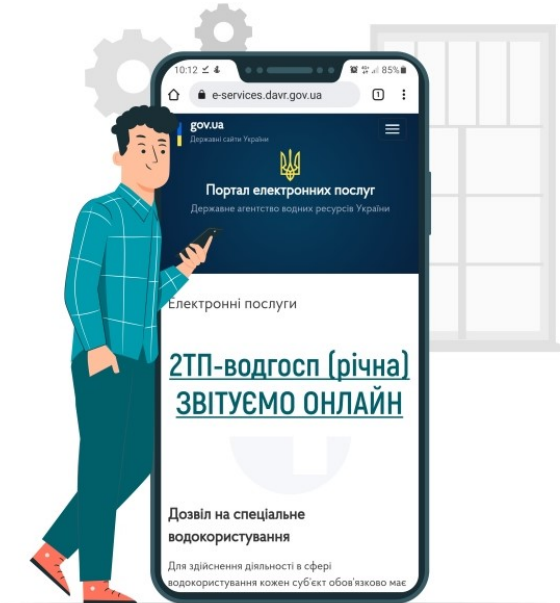 10:12
85%
e-services.davr.gov.ua
1
gov.ua
Державні сайти України
Портал електронних послуг
Державне агентство водних ресурсів України
Електронні послуги
2ТП-водгосп (річна)
ЗВІТУЄМО ОНЛАЙН
Дозвіл на спеціальне
водокористування
Для здійснення діяльності в сфері
водокористування кожен суб'єкт обов'язково має